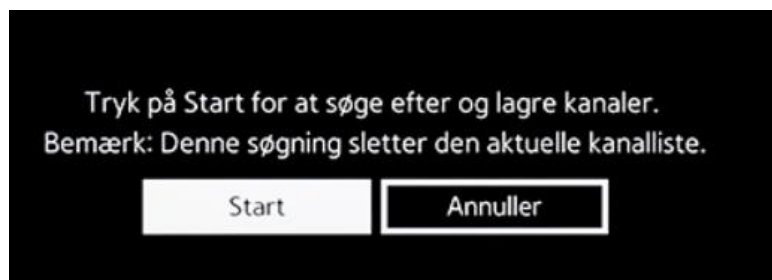 Tryk på Start for at søge efter og lagre kanaler.
Bemærk: Denne søgning sletter den aktuelle kanalliste.
Start
Annuller